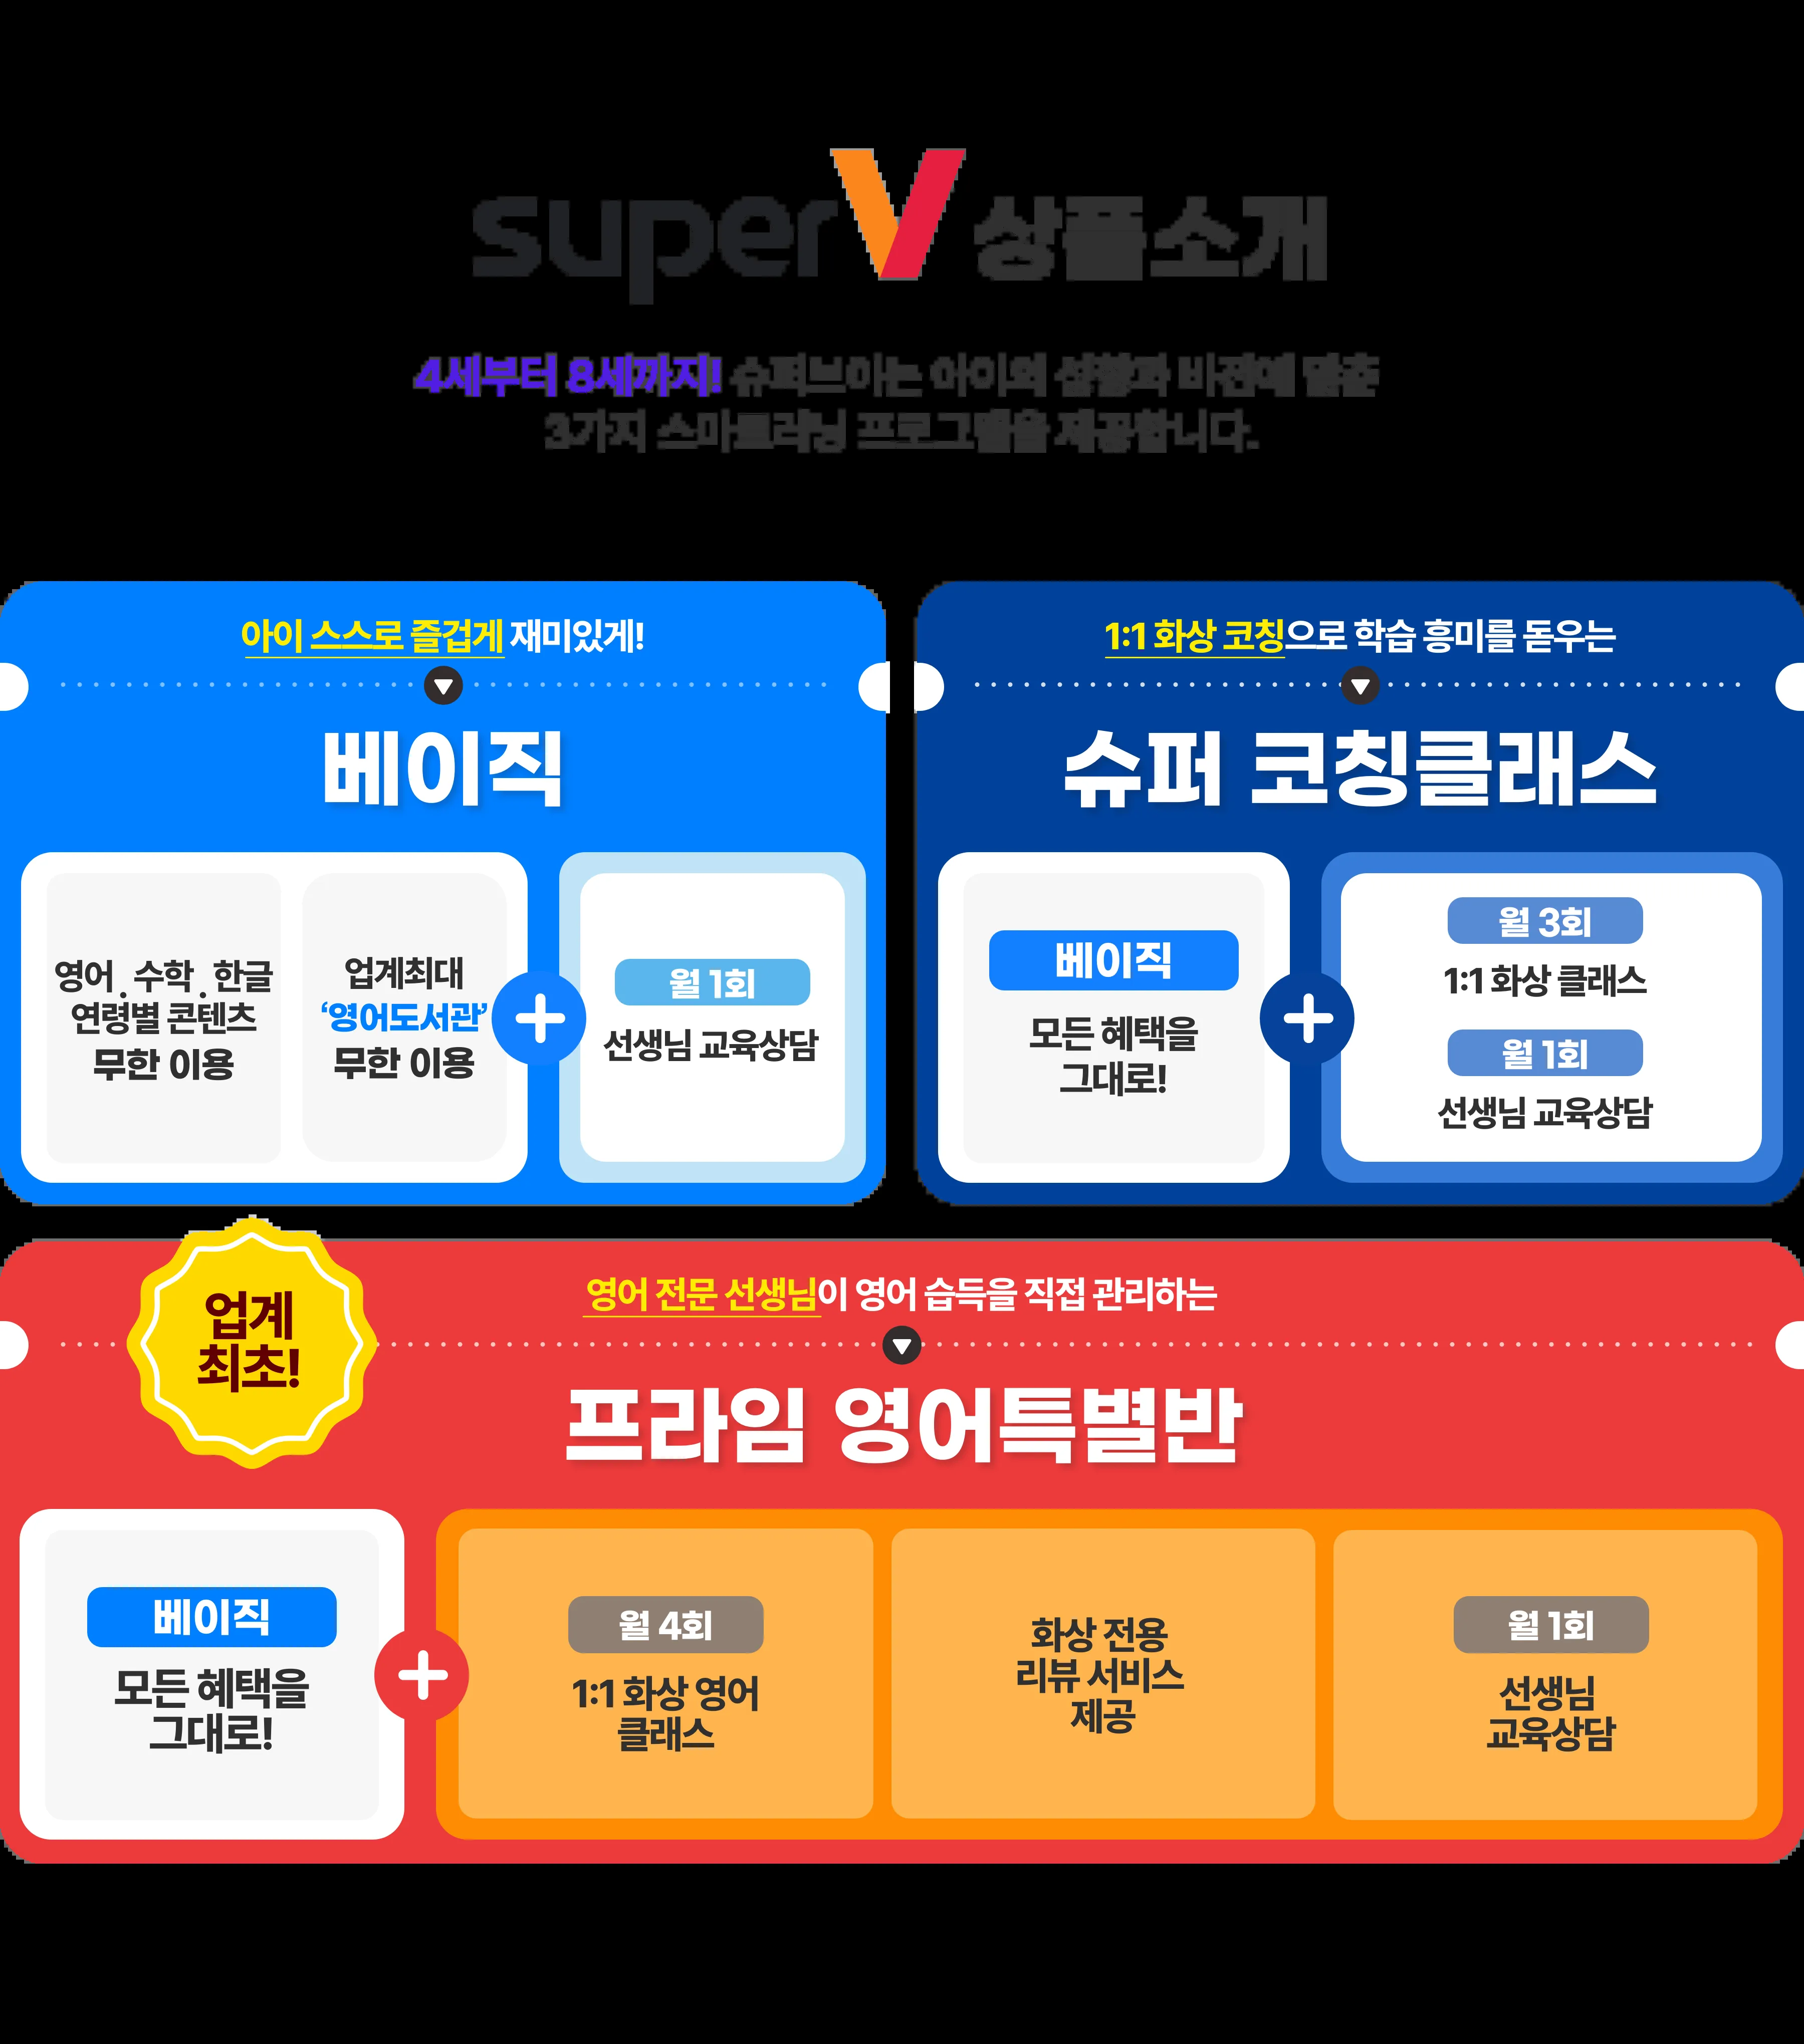 superV 상품소개
4세부터 8세까지! 슈퍼브이는 아이의 성향과 비전에 맞춘
3가지 스마트러닝 프로그램을 제공합니다.
아이 스스로 즐겁게 재미있게!
베이직
영어 . 수학 . 한글
연령별 콘텐츠
무한 이용
업계최대
‘영어도서관’
무한 이용
월 1회
선생님 교육상담
1:1 화상 코칭으로 학습 흥미를 돋우는
슈퍼 코칭클래스
베이직
모든 혜택을
그대로!
월 3회
1:1 화상 클래스
월 1회
선생님 교육상담
업계
최초!
영어 전문 선생님이 영어 습득을 직접 관리하는
프라임 영어특별반
베이직
모든 혜택을
그대로!
월 4회
1:1 화상 영어
클래스
화상 전용
리뷰 서비스
제공
월 1회
선생님
교육상담